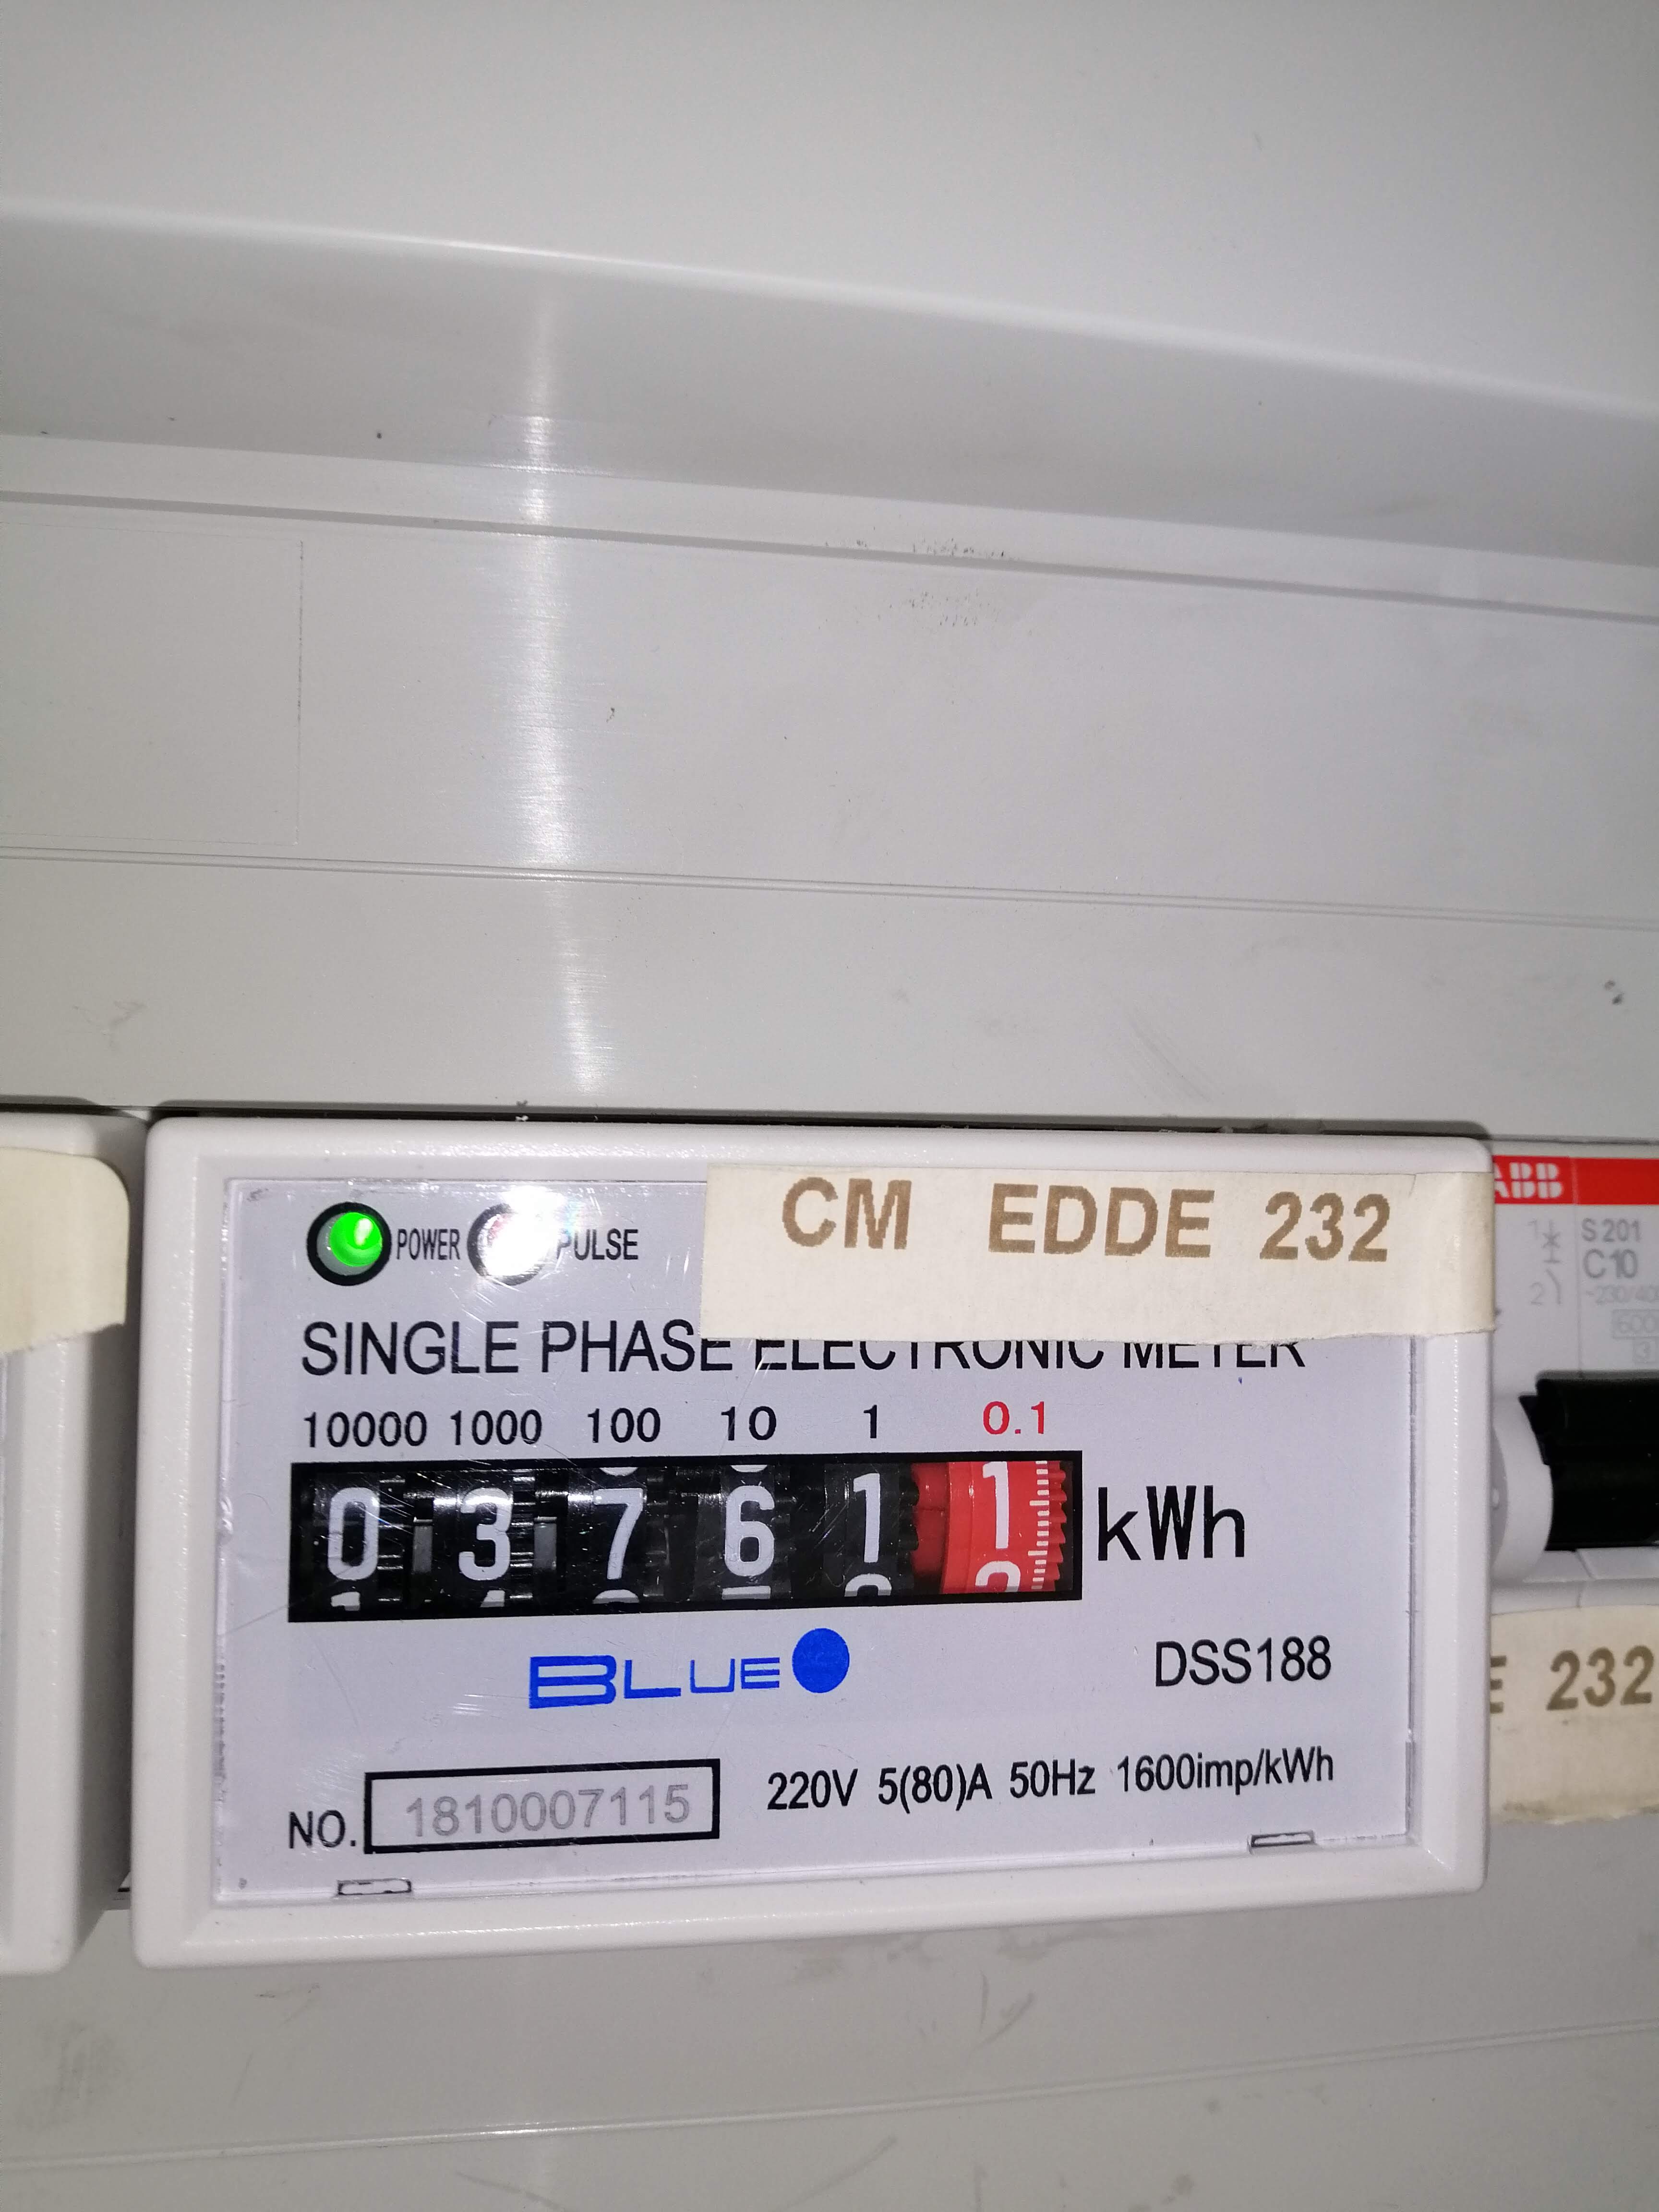 CM EDDE 232
POWER PULSE
SINGLE PHASE ELECTRONIC METER
10000 1000 100 10 1 0.1
0 3 7 6 1 1 kWh
BLUE
DSS188
NO. 1810007115
220V 5(80)A 50Hz 1600imp/kWh
ABB
S201
C10
E 232